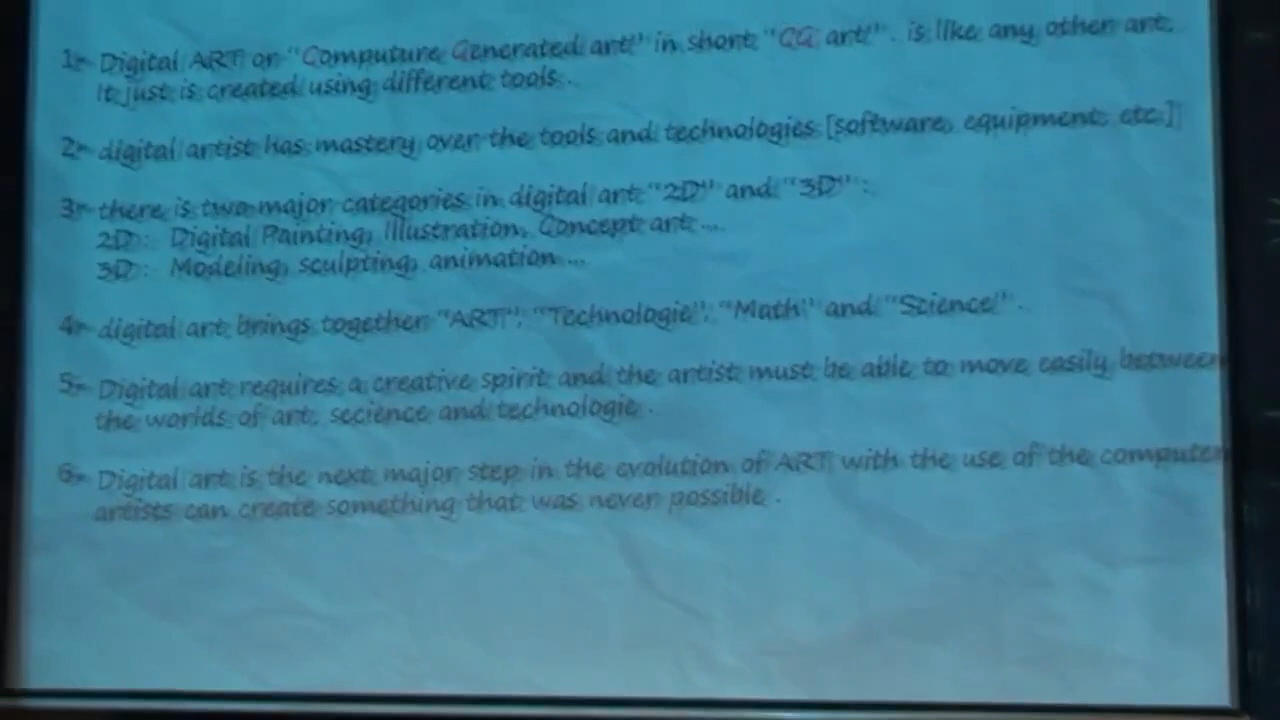 1- Digital ART or "Computure Generated art" in short "CG art". is like any other art.
It just is created using different tools..
2- digital artist has mastery over the tools and technologies [software, equipment, etc.]
3- there is two major categories in digital art "2D" and "3D":
2D: Digital Painting, Illustration, Concept art...
3D: Modeling, sculpting, animation...
4- digital art brings together "ART", "Technologie", "Math" and "Science".
5- Digital art requires a creative spirit and the artist must be able to move easily between
the worlds of art, secience and technologie.
6- Digital art is the next major step in the evolution of ART with the use of the computer
artists can create something that was never possible.